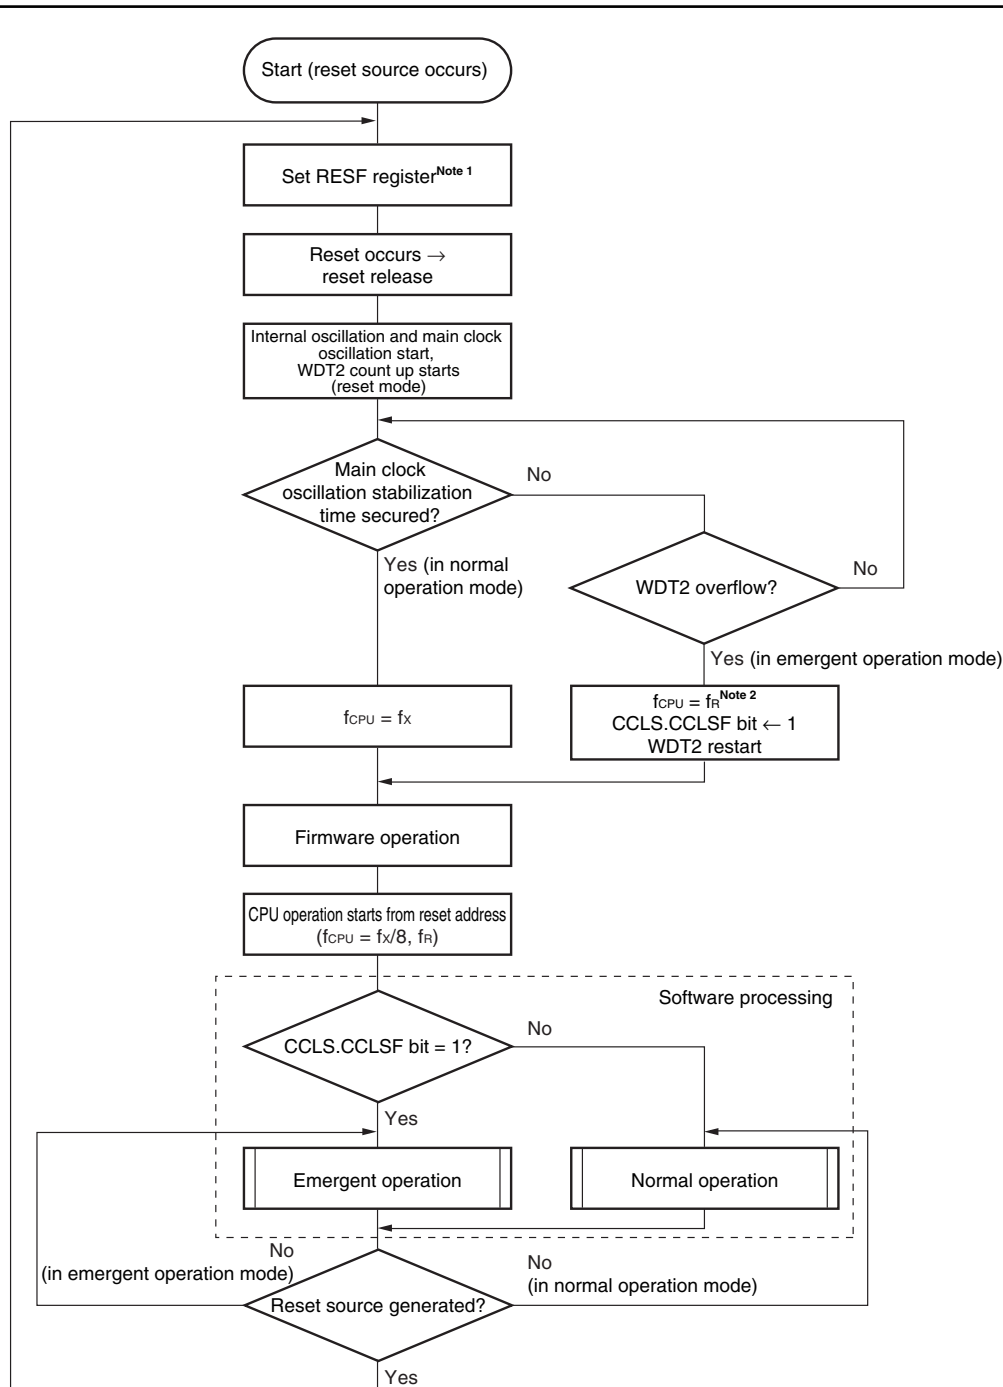 Start (reset source occurs)
Set RESF register Note 1
Reset occurs →
reset release
Internal oscillation and main clock
oscillation start,
WDT2 count up starts
(reset mode)
Main clock
oscillation stabilization
time secured?
No
Yes (in normal
operation mode)
WDT2 overflow?
No
Yes (in emergent operation mode)
fCPU = fX
fCPU = fR Note 2
CCLS.CCLSF bit ← 1
WDT2 restart
Firmware operation
CPU operation starts from reset address
(fCPU = fX/8, fR)
Software processing
CCLS.CCLSF bit = 1?
No
Yes
Emergent operation
Normal operation
No
(in emergent operation mode)
No
(in normal operation mode)
Reset source generated?
Yes